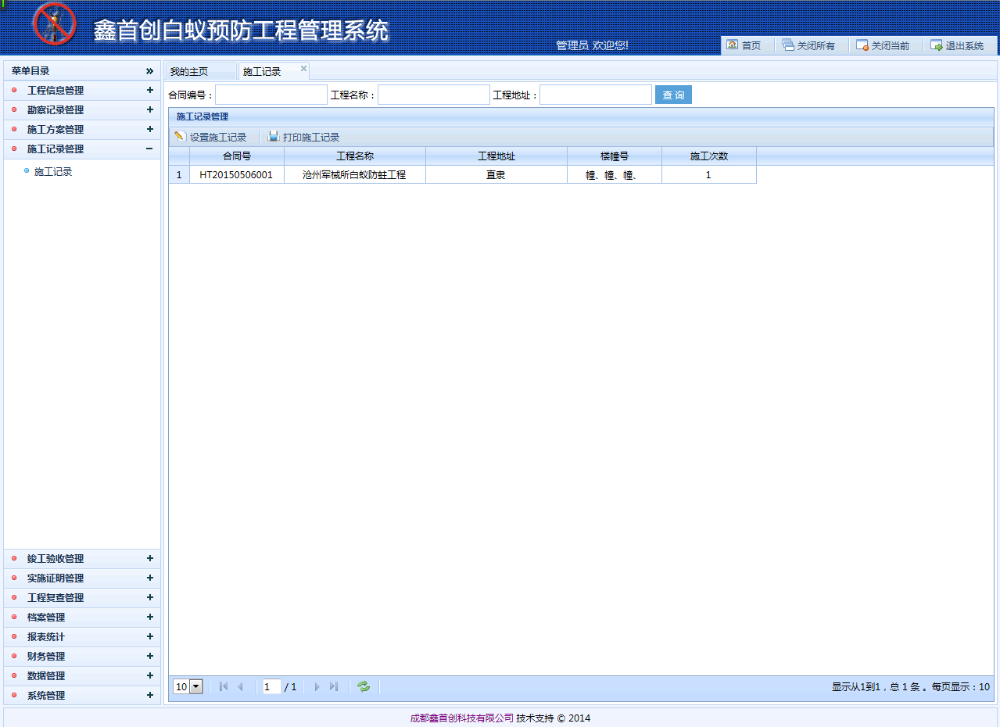 鑫首创白蚁预防工程管理系统
管理员 欢迎您!
首页 关闭所有 关闭当前 退出系统
菜单目录
工程信息管理
勘察记录管理
施工方案管理
施工记录管理
施工记录
竣工验收管理
实施证明管理
工程复查管理
档案管理
报表统计
财务管理
数据管理
系统管理
我的主页 施工记录
合同编号： 工程名称： 工程地址： 查 询
施工记录管理
设置施工记录 打印施工记录
合同号 工程名称 工程地址 楼幢号 施工次数
1 HT20150506001 沧州军械所白蚁防蛀工程 直隶 幢、幢、幢、 1
10 1 / 1 显示从1到1，总 1 条 。每页显示：10
成都鑫首创科技有限公司 技术支持 © 2014